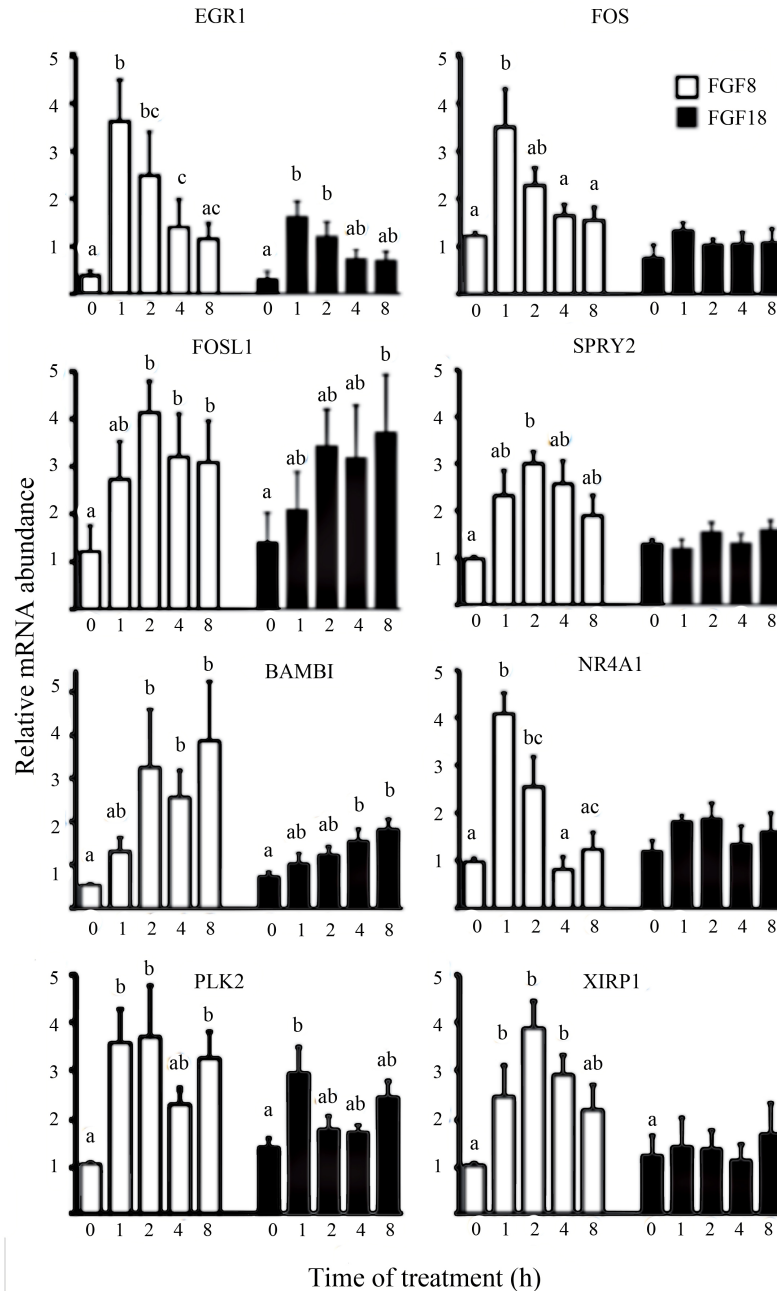 EGR1
FOS
5
4
3
2
1
a
b
bc
c
ac
a
b
b
ab
ab
0 1 2 4 8 0 1 2 4 8
5
4
3
2
1
a
b
ab
a
a
FGF8
FGF18
0 1 2 4 8 0 1 2 4 8
FOSL1
SPRY2
5
4
3
2
1
a
ab
b
b
b
a
ab
ab
ab
b
0 1 2 4 8 0 1 2 4 8
5
4
3
2
1
a
ab
b
ab
ab
0 1 2 4 8 0 1 2 4 8
Relative mRNA abundance
BAMBI
NR4A1
5
4
3
2
1
a
ab
b
b
b
a
ab
ab
b
b
0 1 2 4 8 0 1 2 4 8
5
4
3
2
1
a
b
bc
a
ac
0 1 2 4 8 0 1 2 4 8
PLK2
XIRP1
5
4
3
2
1
a
b
b
ab
b
a
b
ab
ab
ab
0 1 2 4 8 0 1 2 4 8
5
4
3
2
1
a
b
b
b
ab
a
0 1 2 4 8 0 1 2 4 8
Time of treatment (h)